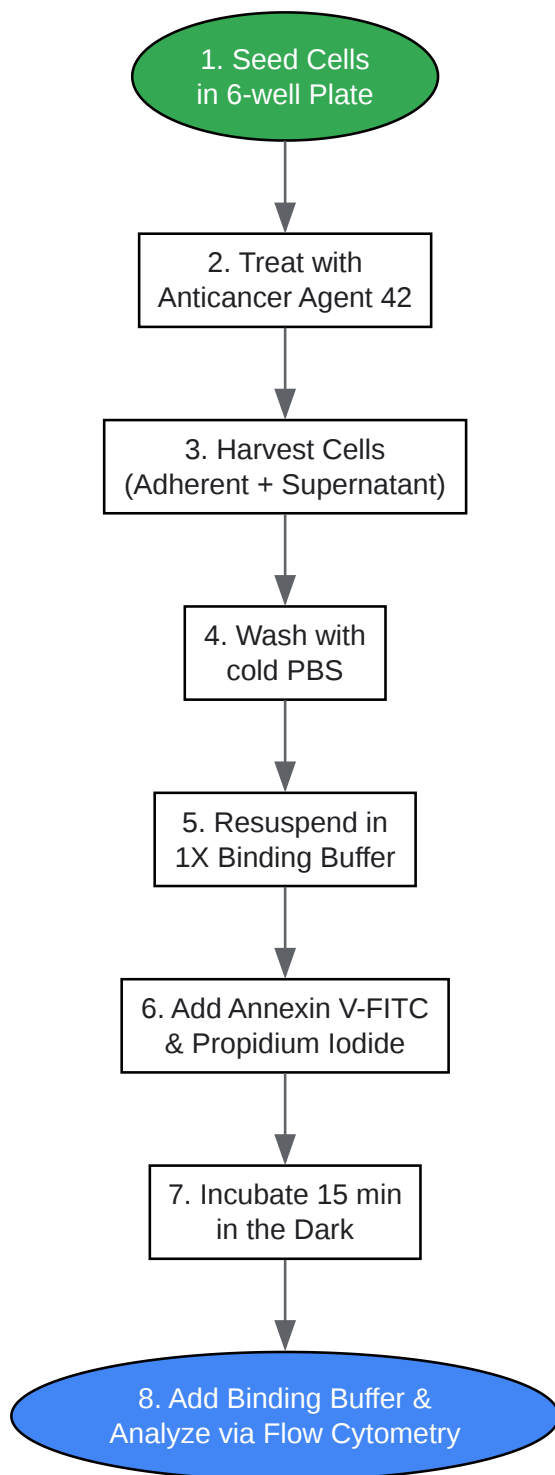 1. Seed Cells
in 6-well Plate
2. Treat with
Anticancer Agent 42
3. Harvest Cells
(Adherent + Supernatant)
4. Wash with
cold PBS
5. Resuspend in
1X Binding Buffer
6. Add Annexin V-FITC
& Propidium Iodide
7. Incubate 15 min
in the Dark
8. Add Binding Buffer &
Analyze via Flow Cytometry